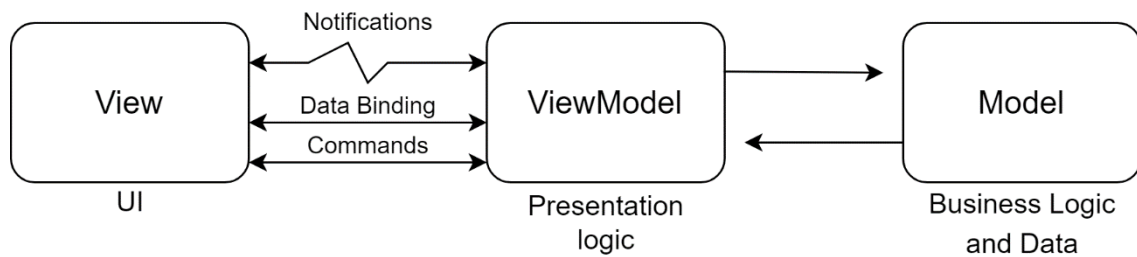 Notifications
View
Data Binding
Commands
UI
ViewModel
Presentation
logic
Model
Business Logic
and Data